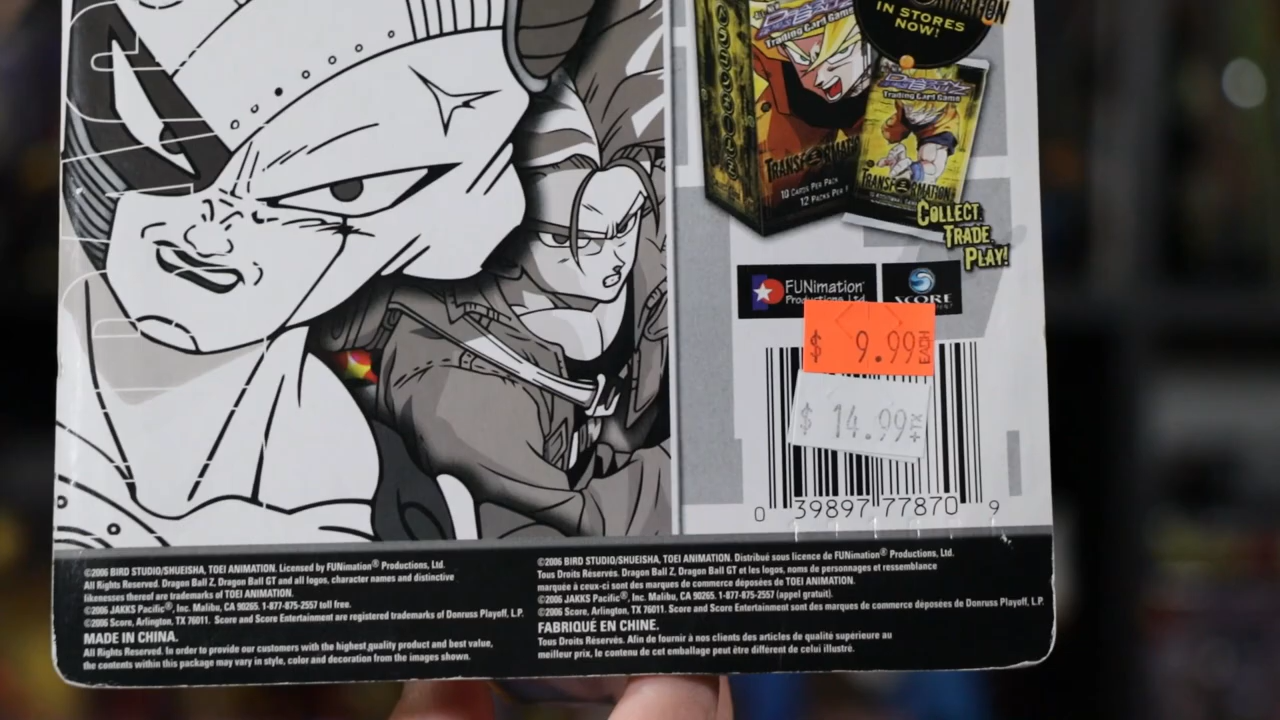 IN STORES
NOW!
Trading Card Game
Trading Card Game
TRANSFORMATION
10 CARDS PER PACK
12 PACKS PER
TRANSFORMATION
COLLECT.
TRADE.
PLAY!
FUNimation®
Productions, Ltd.
SCORE
$ 9.99 EACH
$ 14.99 +TX
0 39897 77870 9
©2006 BIRD STUDIO/SHUEISHA, TOEI ANIMATION. Licensed by FUNimation® Productions, Ltd.
All Rights Reserved. Dragon Ball Z, Dragon Ball GT and all logos, character names and distinctive
likenesses thereof are trademarks of TOEI ANIMATION.
©2006 JAKKS Pacific®, Inc. Malibu, CA 90265. 1-877-875-2557 toll free.
©2006 Score, Arlington, TX 76011. Score and Score Entertainment are registered trademarks of Donruss Playoff, L.P.
MADE IN CHINA.
All Rights Reserved. In order to provide our customers with the highest quality product and best value,
the contents within this package may vary in style, color and decoration from the images shown.
©2006 BIRD STUDIO/SHUEISHA, TOEI ANIMATION. Distribué sous licence de FUNimation® Productions, Ltd.
Tous Droits Réservés. Dragon Ball Z, Dragon Ball GT et les logos, noms de personnages et ressemblance
marquée à ceux-ci sont des marques de commerce déposées de TOEI ANIMATION.
©2006 JAKKS Pacific®, Inc. Malibu, CA 90265. 1-877-875-2557 (appel gratuit).
©2006 Score, Arlington, TX 76011. Score et Score Entertainment sont des marques de commerce déposées de Donruss Playoff, L.P.
FABRIQUÉ EN CHINE.
Tous Droits Réservés. Afin de fournir à nos clients des articles de qualité supérieure au
meilleur prix, le contenu de cet emballage peut être différent de celui illustré.